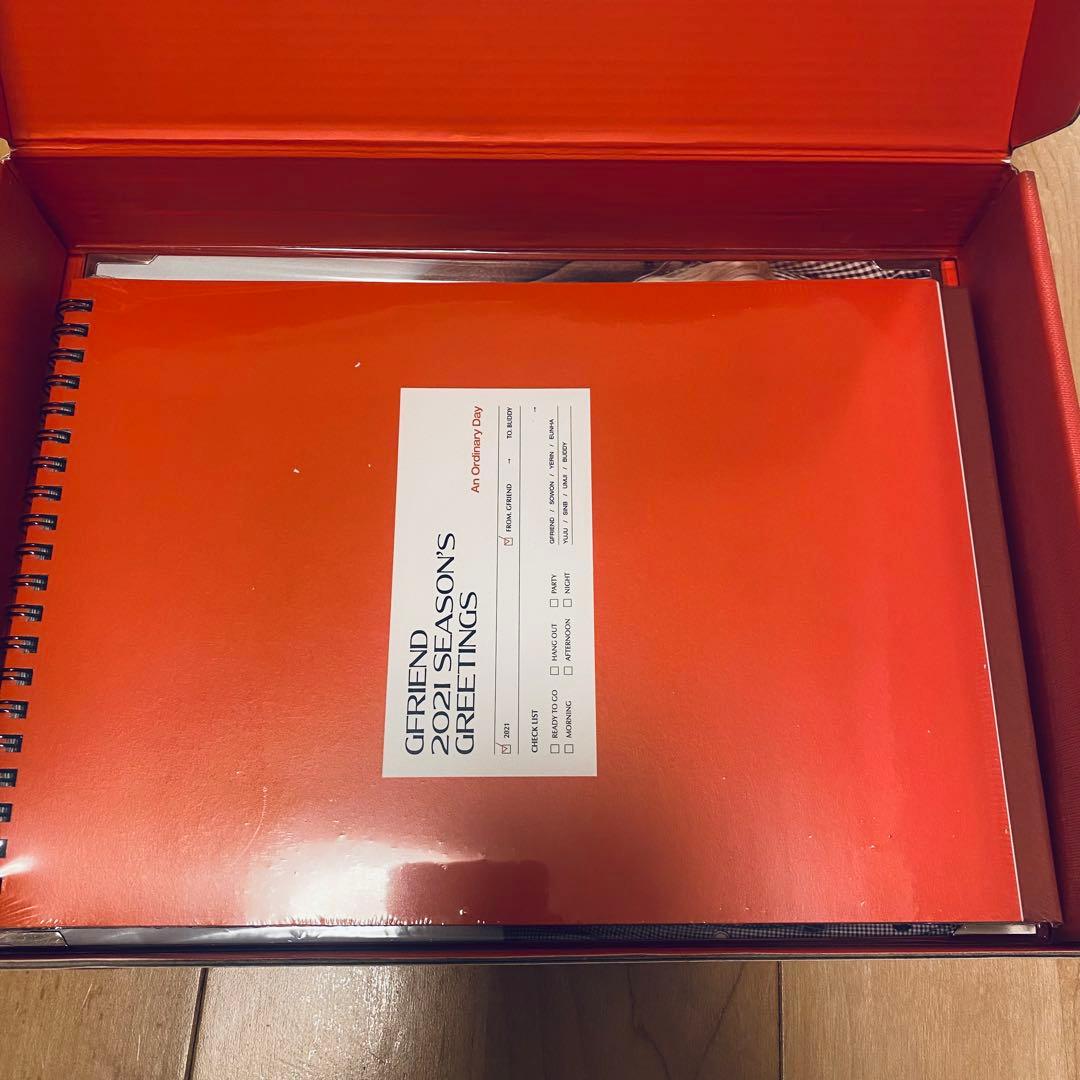 GFRIEND
2021 SEASON'S
GREETINGS
An Ordinary Day
☑ 2021
☑ FROM. GFRIEND → TO. BUDDY
CHECK LIST →
☐ READY TO GO ☐ HANG OUT ☐ PARTY
☐ MORNING ☐ AFTERNOON ☐ NIGHT
GFRIEND / SOWON / YERIN / EUNHA
YUJU / SINB / UMJI / BUDDY